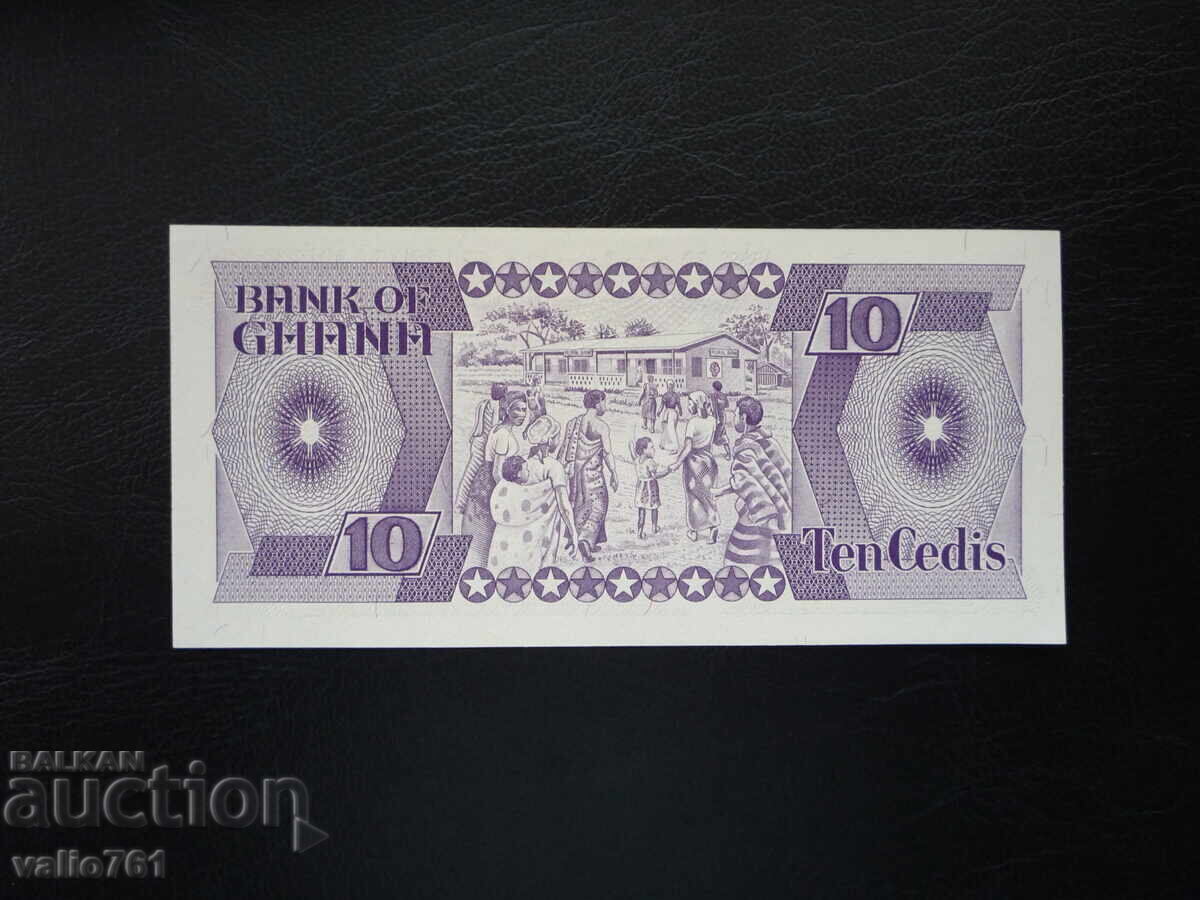 BANK OF
GHANA
10
10
Ten Cedis
BALKAN
auction
valio761